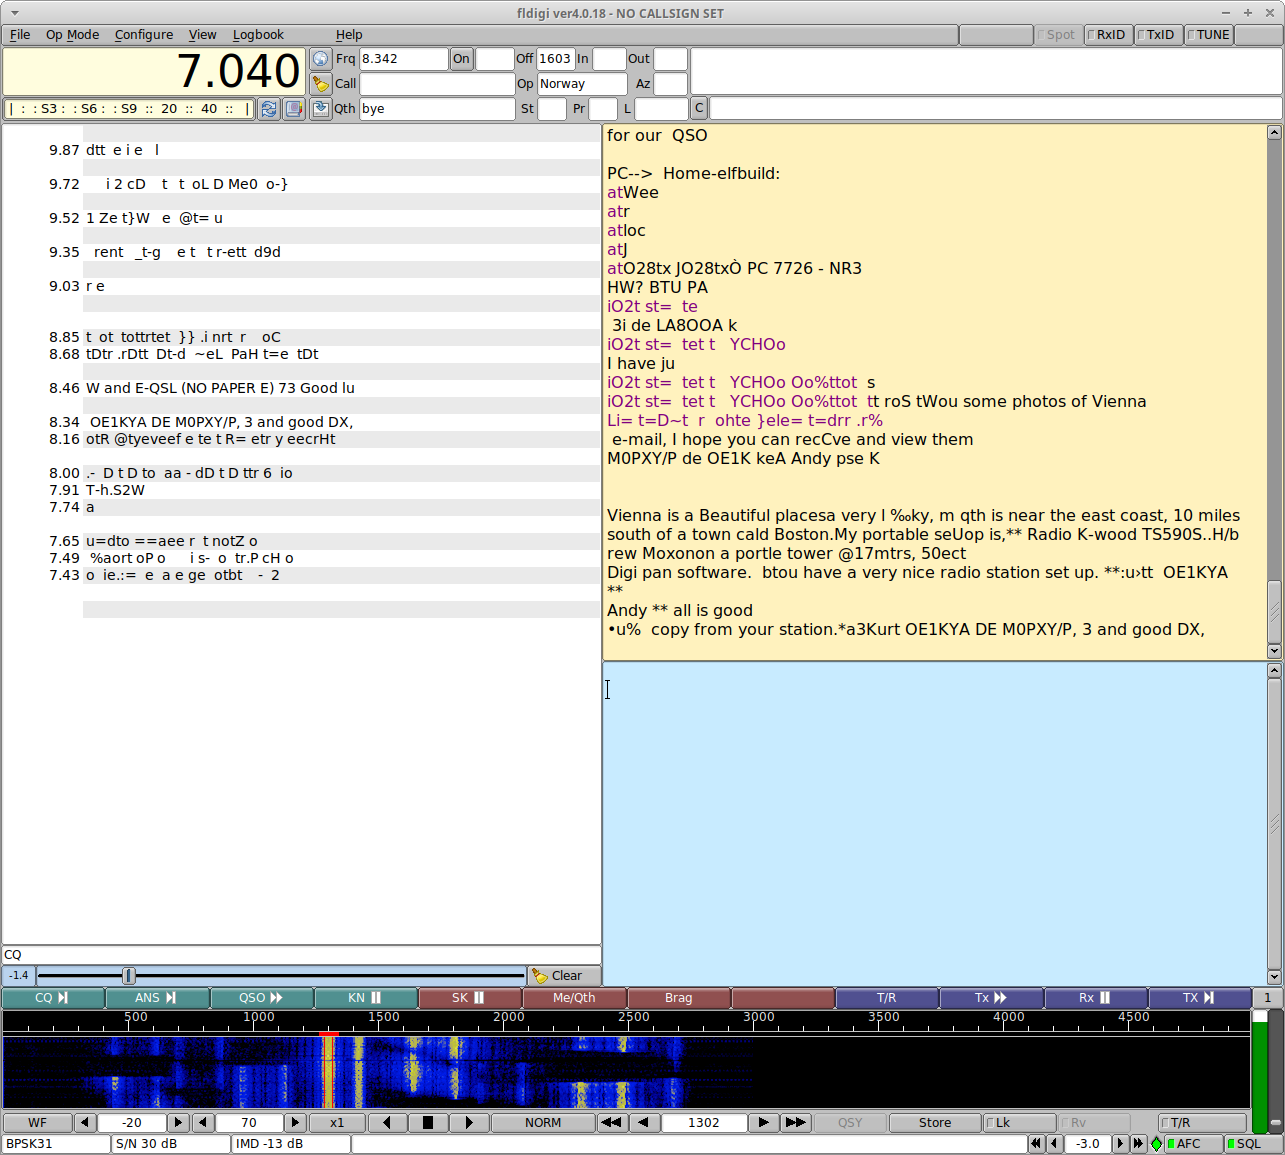 fldigi ver4.0.18 - NO CALLSIGN SET
File Op Mode Configure View Logbook Help
Spot RxID TxID TUNE
7.040
Frq 8.342 On Off 1603 In Out
Call Op Norway Az
| : : S3 : : S6 : : S9 :: 20 :: 40 :: |
Qth bye St Pr L C
9.87 dtt e i e l
9.72 i 2 cD t t oL D Me0 o-}
9.52 1 Ze t}W e @t= u
9.35 rent _t-g e t t r-ett d9d
9.03 r e
8.85 t ot tottrtet }} .i nrt r oC
8.68 tDtr .rDtt Dt-d ~eL PaH t=e tDt
8.46 W and E-QSL (NO PAPER E) 73 Good lu
8.34 OE1KYA DE M0PXY/P, 3 and good DX,
8.16 otR @tyeveef e te t R= etr y eecrHt
8.00 .- D t D to aa - dD t D ttr 6 io
7.91 T-h.S2W
7.74 a
7.65 u=dto ==aee r t notZ o
7.49 %aort oP o i s- o tr.P cH o
7.43 o ie.:= e a e ge otbt - 2
CQ
-1.4 Clear
for our QSO
PC--> Home-elfbuild:
atWee
atr
atloc
atJ
atO28tx JO28txÒ PC 7726 - NR3
HW? BTU PA
iO2t st= te
3i de LA8OOA k
iO2t st= tet t YCHOo
I have ju
iO2t st= tet t YCHOo Oo%ttot s
iO2t st= tet t YCHOo Oo%ttot tt roS tWou some photos of Vienna
Li= t=D~t r ohte }ele= t=drr .r%
e-mail, I hope you can recCve and view them
M0PXY/P de OE1K keA Andy pse K
Vienna is a Beautiful placesa very l ‰ky, m qth is near the east coast, 10 miles
south of a town cald Boston.My portable seUop is,** Radio K-wood TS590S..H/b
rew Moxonon a portle tower @17mtrs, 50ect
Digi pan software. btou have a very nice radio station set up. **:u›tt OE1KYA
**
Andy ** all is good
•u% copy from your station.*a3Kurt OE1KYA DE M0PXY/P, 3 and good DX,
CQ ANS QSO KN SK Me/Qth Brag T/R Tx Rx TX 1
500 1000 1500 2000 2500 3000 3500 4000 4500
WF -20 70 x1 NORM 1302 QSY Store Lk Rv T/R
BPSK31 S/N 30 dB IMD -13 dB -3.0 AFC SQL